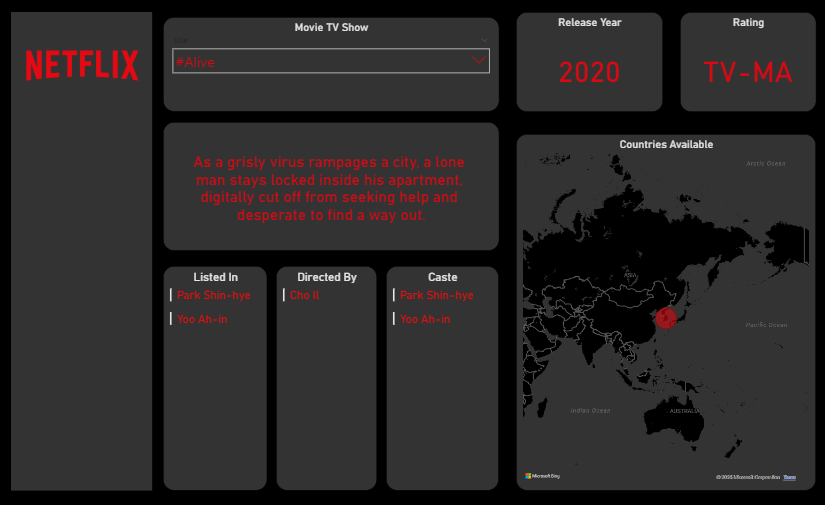 NETFLIX
Movie TV Show
#Alive
Release Year
2020
Rating
TV-MA
As a grisly virus rampages a city, a lone
man stays locked inside his apartment,
digitally cut off from seeking help and
desperate to find a way out.
Listed In
Park Shin-hye
Yoo Ah-in
Directed By
Cho Il
Caste
Park Shin-hye
Yoo Ah-in
Countries Available
Arctic Ocean
ASIA
Pacific Ocean
Indian Ocean
AUSTRALIA
Microsoft Bing
Microsoft Corporation Terms